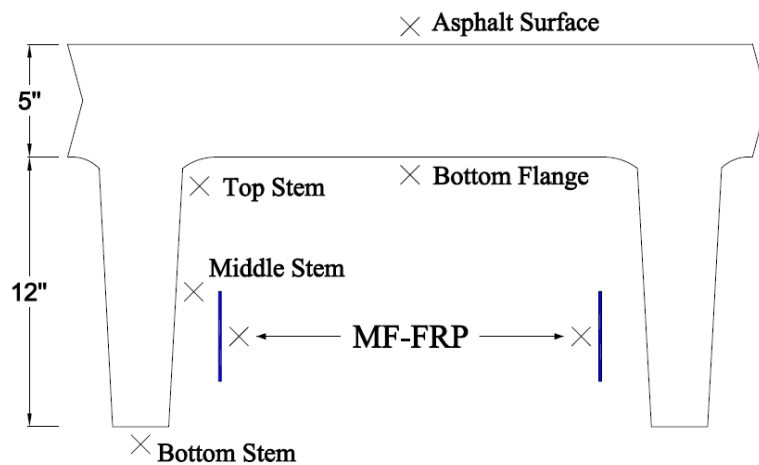 Asphalt Surface
5"
Bottom Flange
Top Stem
Middle Stem
12"
MF-FRP
Bottom Stem